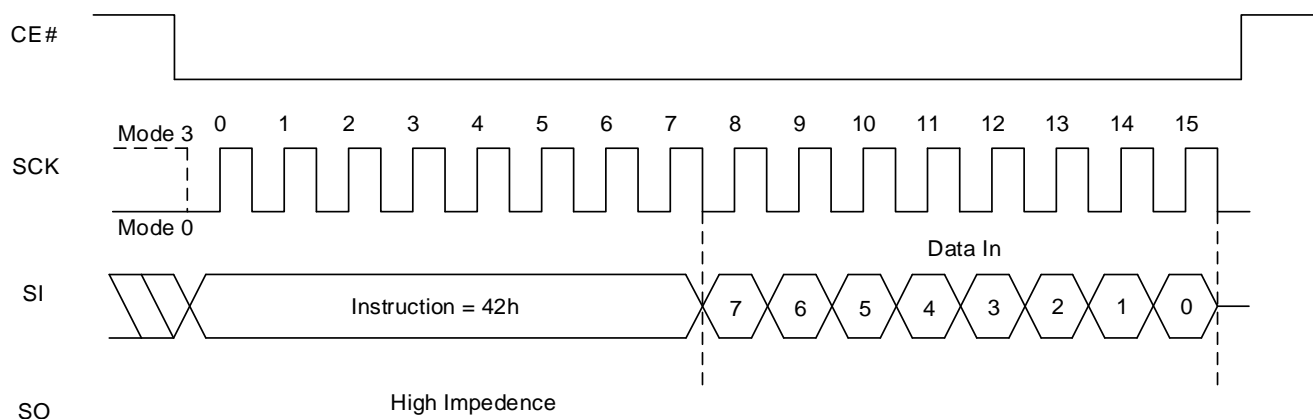 CE#
Mode 3
0 1 2 3 4 5 6 7 8 9 10 11 12 13 14 15
SCK
Mode 0
Data In
SI
Instruction = 42h
7 6 5 4 3 2 1 0
High Impedence
SO